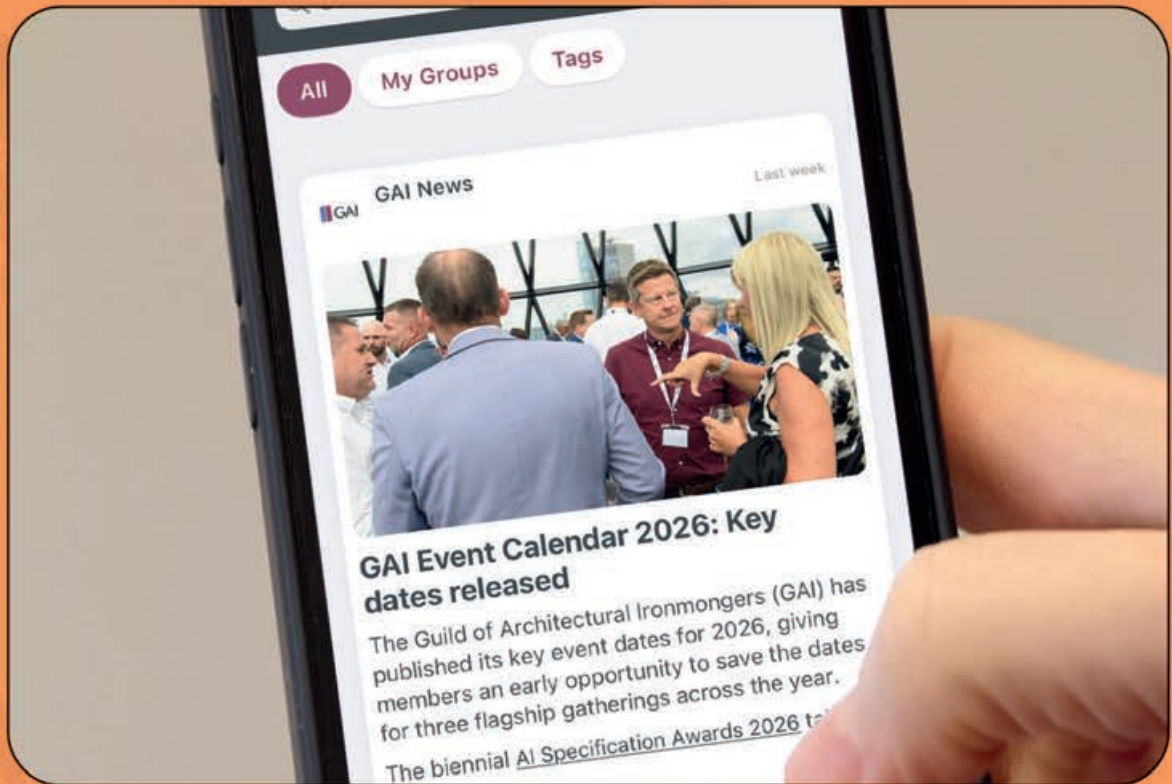 All
My Groups
Tags
GAI
GAI News
Last week
GAI Event Calendar 2026: Key
dates released
The Guild of Architectural Ironmongers (GAI) has
published its key event dates for 2026, giving
members an early opportunity to save the dates
for three flagship gatherings across the year.
The biennial AI Specification Awards 2026